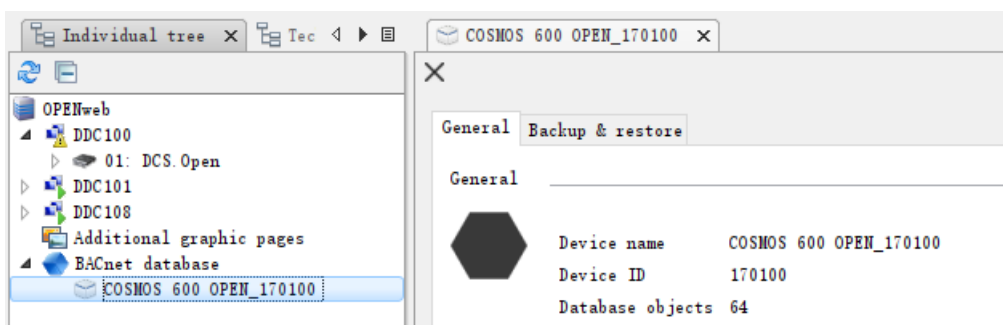 Individual tree
Tec
OPENweb
DDC100
01: DCS.Open
DDC101
DDC108
Additional graphic pages
BACnet database
COSMOS 600 OPEN_170100
COSMOS 600 OPEN_170100
General Backup & restore
General
Device name COSMOS 600 OPEN_170100
Device ID 170100
Database objects 64